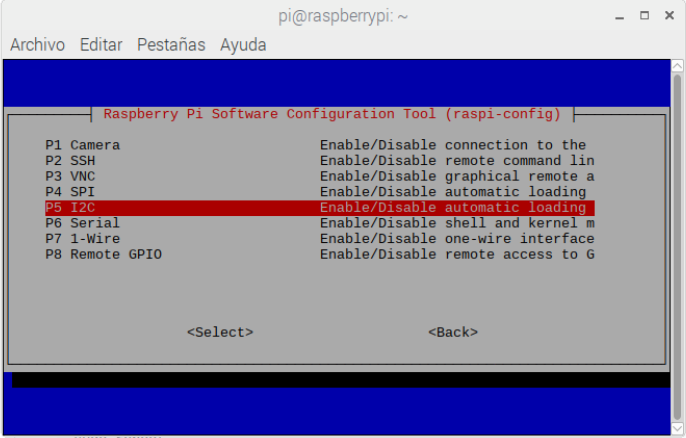 pi@raspberrypi: ~
Archivo Editar Pestañas Ayuda
Raspberry Pi Software Configuration Tool (raspi-config)
P1 Camera Enable/Disable connection to the
P2 SSH Enable/Disable remote command lin
P3 VNC Enable/Disable graphical remote a
P4 SPI Enable/Disable automatic loading
P5 I2C Enable/Disable automatic loading
P6 Serial Enable/Disable shell and kernel m
P7 1-Wire Enable/Disable one-wire interface
P8 Remote GPIO Enable/Disable remote access to G
<Select> <Back>